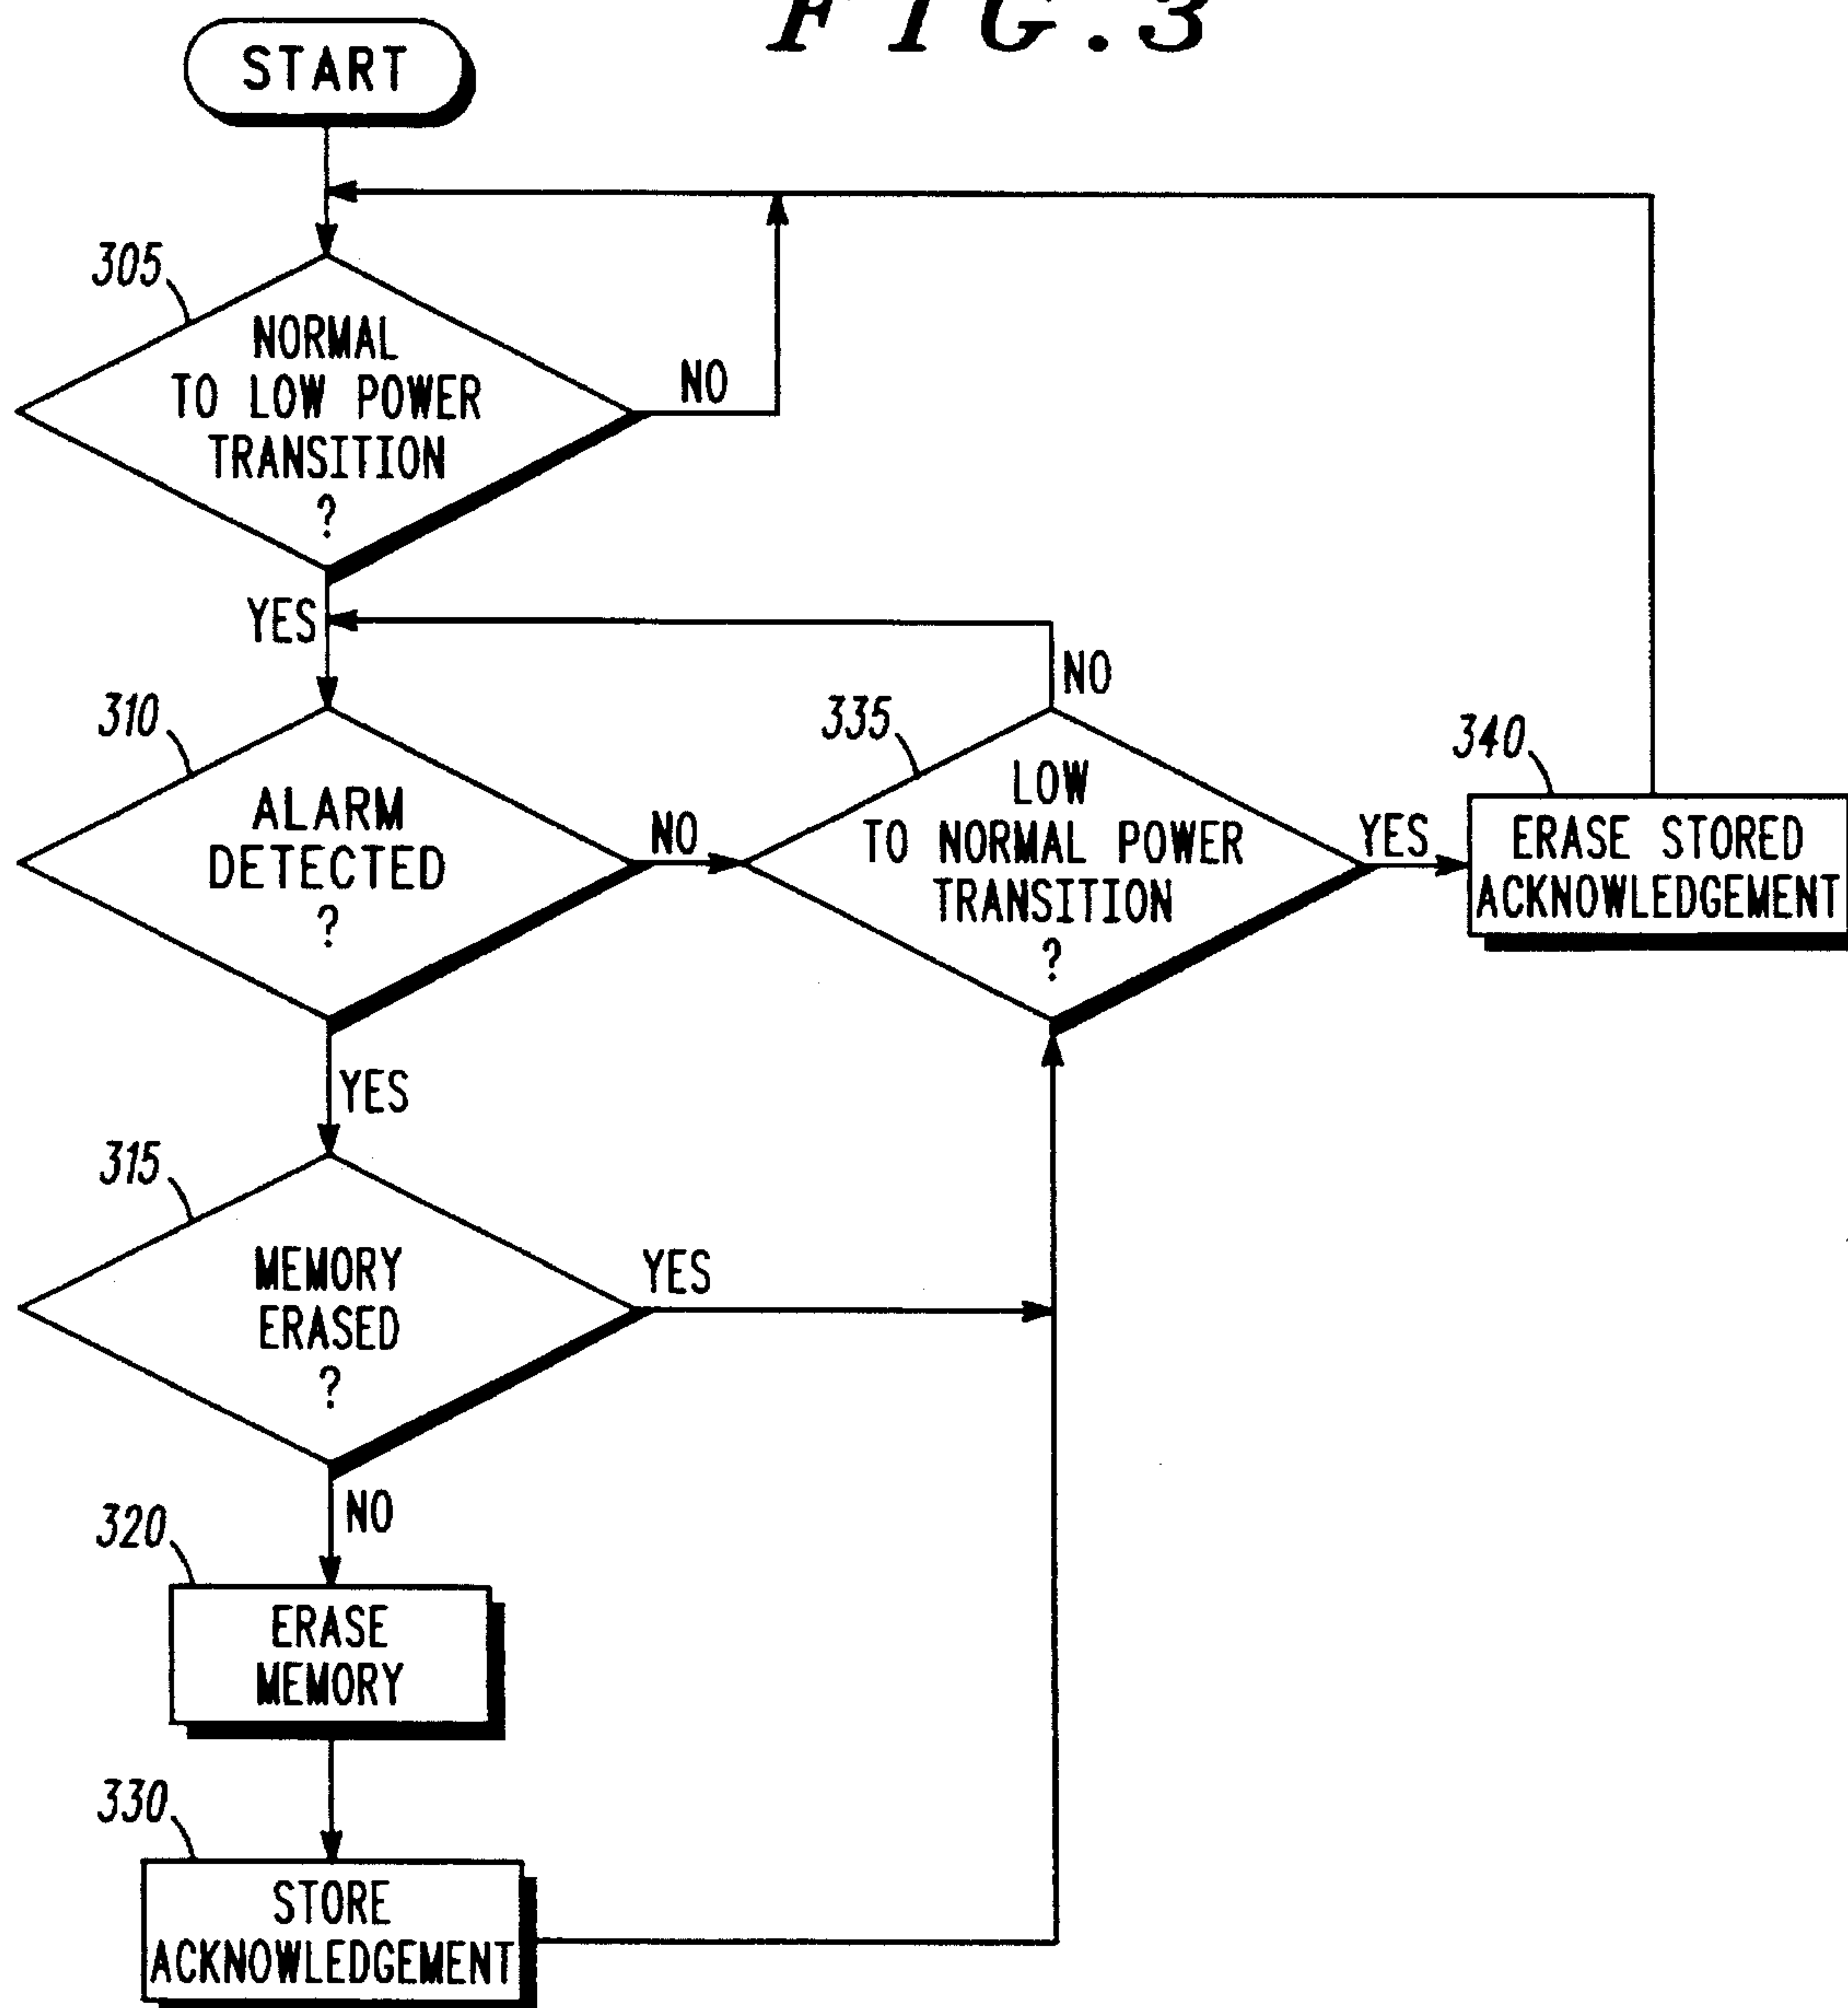 FIG.3
START
305
NORMAL
TO LOW POWER
TRANSITION
?
NO
YES
310
ALARM
DETECTED
?
NO
335
LOW
TO NORMAL POWER
TRANSITION
?
NO
YES
340
ERASE STORED
ACKNOWLEDGEMENT
YES
315
MEMORY
ERASED
?
YES
NO
320
ERASE
MEMORY
330
STORE
ACKNOWLEDGEMENT